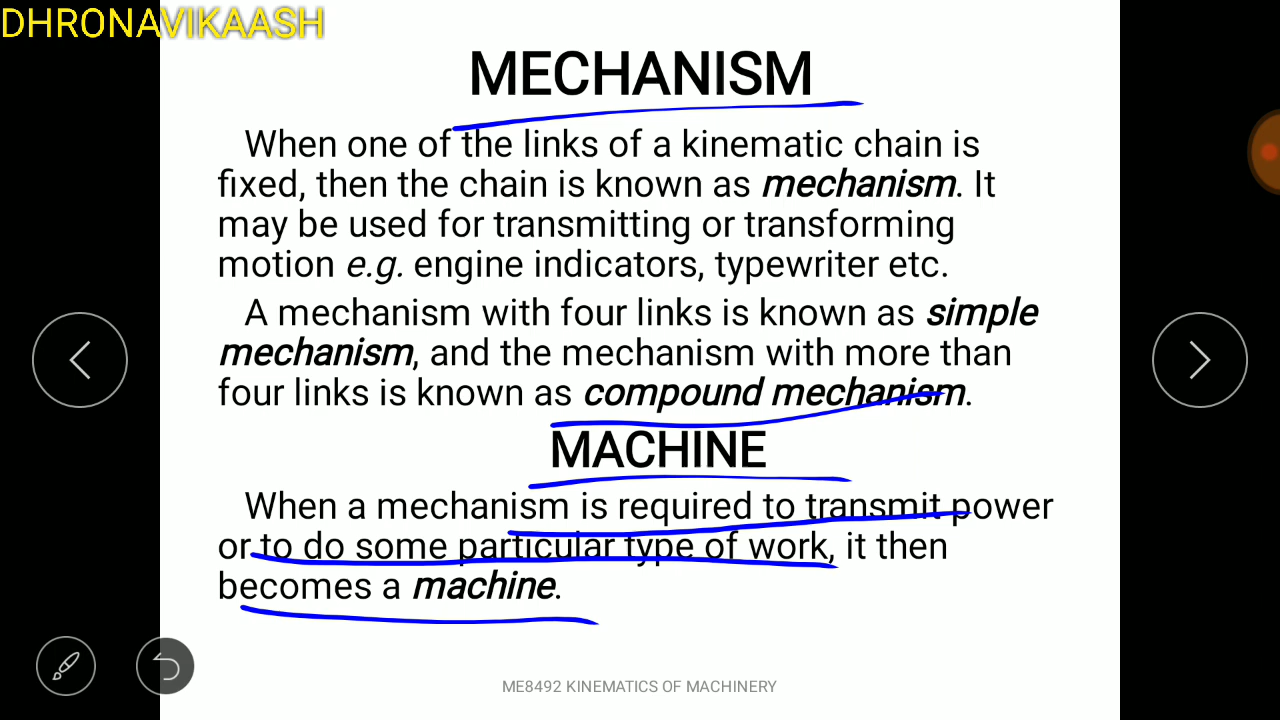 DHRONAVIKAASH
MECHANISM
When one of the links of a kinematic chain is
fixed, then the chain is known as mechanism. It
may be used for transmitting or transforming
motion e.g. engine indicators, typewriter etc.
A mechanism with four links is known as simple
mechanism, and the mechanism with more than
four links is known as compound mechanism.
MACHINE
When a mechanism is required to transmit power
or to do some particular type of work, it then
becomes a machine.
ME8492 KINEMATICS OF MACHINERY